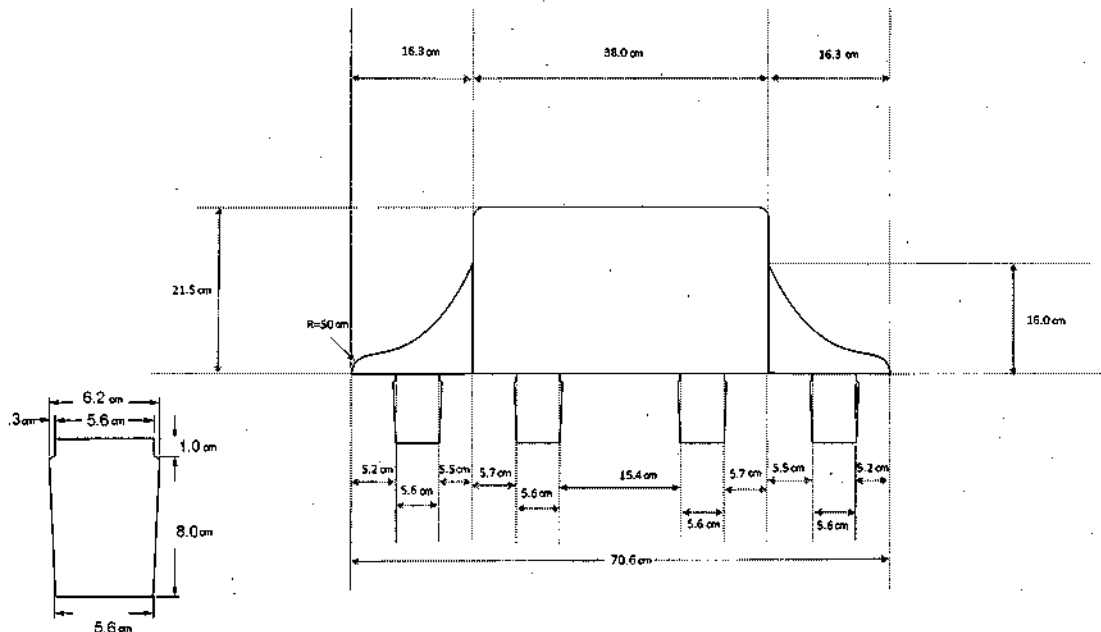 16.3 cm
38.0 cm
16.3 cm
21.5 cm
R=50 cm
16.0 cm
6.2 cm
.3cm
5.6 cm
1.0 cm
8.0 cm
5.6 cm
5.2 cm
5.5 cm
5.7 cm
15.4 cm
5.7 cm
5.5 cm
5.2 cm
5.6 cm
5.6 cm
5.6 cm
5.6 cm
70.6 cm